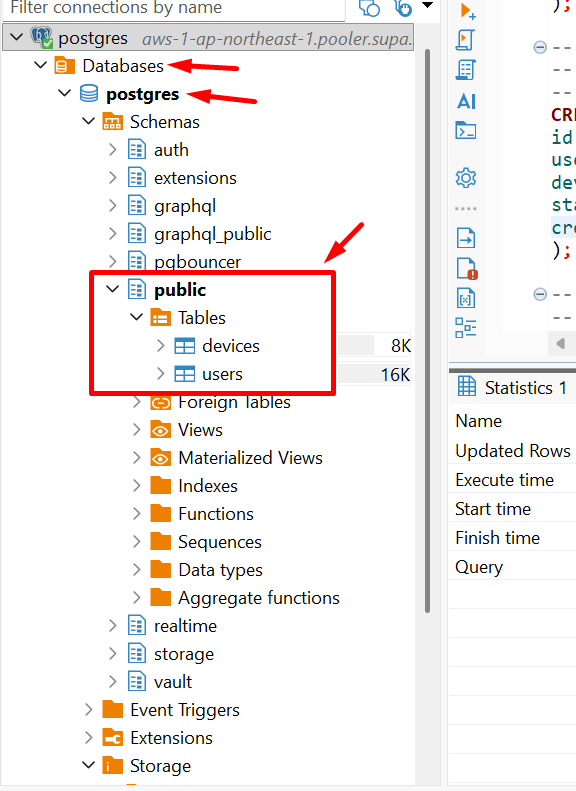 Filter connections by name
postgres aws-1-ap-northeast-1.pooler.supa.
Databases
postgres
Schemas
auth
extensions
graphql
graphql_public
pgbouncer
public
Tables
devices 8K
users 16K
Foreign Tables
Views
Materialized Views
Indexes
Functions
Sequences
Data types
Aggregate functions
realtime
storage
vault
Event Triggers
Extensions
Storage
AI
);
--
--
--
CRE
id
use
dev
sta
cre
);
--
--
Statistics 1
Name
Updated Rows
Execute time
Start time
Finish time
Query